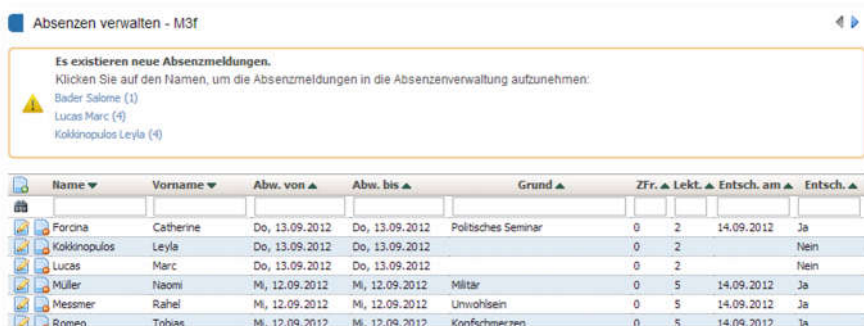 Absenzen verwalten - M3f
Es existieren neue Absenzmeldungen.
Klicken Sie auf den Namen, um die Absenzmeldungen in die Absenzenverwaltung aufzunehmen:
Bader Salome (1)
Lucas Marc (4)
Kokkinopulos Leyla (4)
Name Vorname Abw. von Abw. bis Grund ZFr. Lekt. Entsch. am Entsch.
Forcina Catherine Do, 13.09.2012 Do, 13.09.2012 Politisches Seminar 0 2 14.09.2012 Ja
Kokkinopulos Leyla Do, 13.09.2012 Do, 13.09.2012 0 2 Nein
Lucas Marc Do, 13.09.2012 Do, 13.09.2012 0 2 Nein
Müller Naomi Mi, 12.09.2012 Mi, 12.09.2012 Militär 0 5 14.09.2012 Ja
Messmer Rahel Mi, 12.09.2012 Mi, 12.09.2012 Unwohlsein 0 5 14.09.2012 Ja
Romeo Tobias Mi, 12.09.2012 Mi, 12.09.2012 Kopfschmerzen 0 5 14.09.2012 Ja